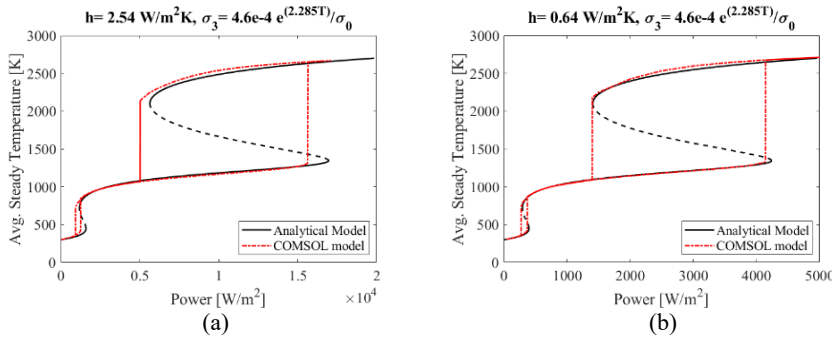 h= 2.54 W/m²K, σ₃= 4.6e-4 e^(2.285T)/σ₀
3000
2500
2000
1500
1000
500
0
Avg. Steady Temperature [K]
Analytical Model
COMSOL model
0 0.5 1 1.5 2
× 10⁴
Power [W/m²]
(a)
h= 0.64 W/m²K, σ₃= 4.6e-4 e^(2.285T)/σ₀
3000
2500
2000
1500
1000
500
0
Avg. Steady Temperature [K]
Analytical Model
COMSOL model
0 1000 2000 3000 4000 5000
Power [W/m²]
(b)